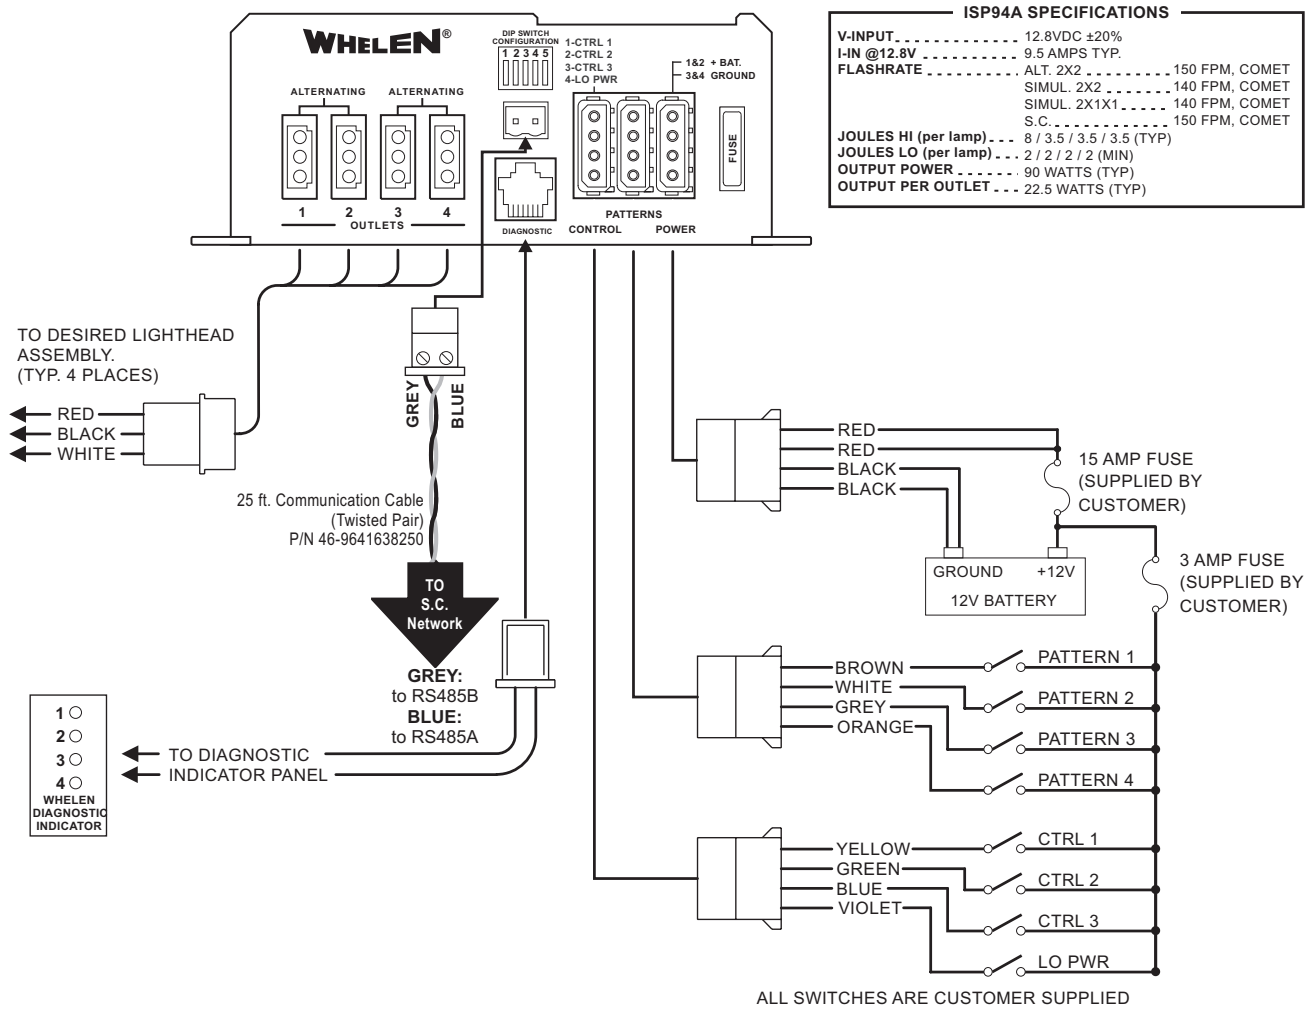 ISP94A SPECIFICATIONS
V-INPUT 12.8VDC ±20%
I-IN @12.8V 9.5 AMPS TYP.
FLASHRATE ALT. 2X2 150 FPM, COMET
SIMUL. 2X2 140 FPM, COMET
SIMUL. 2X1X1 140 FPM, COMET
S.C. 150 FPM, COMET
JOULES HI (per lamp) 8 / 3.5 / 3.5 / 3.5 (TYP)
JOULES LO (per lamp) 2 / 2 / 2 / 2 (MIN)
OUTPUT POWER 90 WATTS (TYP)
OUTPUT PER OUTLET 22.5 WATTS (TYP)
WHELEN®
DIP SWITCH
CONFIGURATION
1 2 3 4 5
1-CTRL 1
2-CTRL 2
3-CTRL 3
4-LO PWR
1&2 + BAT.
3&4 GROUND
ALTERNATING
ALTERNATING
FUSE
1 2 3 4
OUTLETS
DIAGNOSTIC
PATTERNS
CONTROL
POWER
TO DESIRED LIGHTHEAD
ASSEMBLY.
(TYP. 4 PLACES)
RED
BLACK
WHITE
GREY
BLUE
25 ft. Communication Cable
(Twisted Pair)
P/N 46-9641638250
TO
S.C.
Network
GREY:
to RS485B
BLUE:
to RS485A
TO DIAGNOSTIC
INDICATOR PANEL
1
2
3
4
WHELEN
DIAGNOSTIC
INDICATOR
RED
RED
BLACK
BLACK
15 AMP FUSE
(SUPPLIED BY
CUSTOMER)
GROUND
+12V
12V BATTERY
3 AMP FUSE
(SUPPLIED BY
CUSTOMER)
BROWN
WHITE
GREY
ORANGE
PATTERN 1
PATTERN 2
PATTERN 3
PATTERN 4
YELLOW
GREEN
BLUE
VIOLET
CTRL 1
CTRL 2
CTRL 3
LO PWR
ALL SWITCHES ARE CUSTOMER SUPPLIED